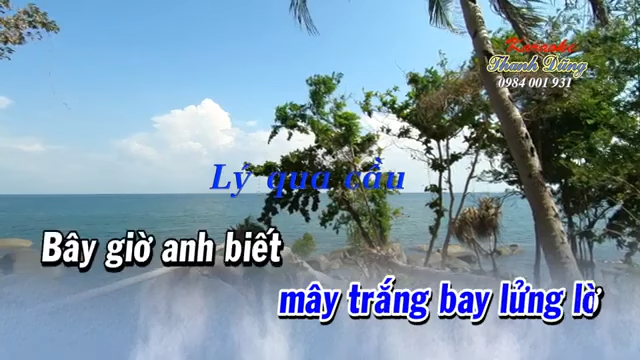 Karaoke
Thanh Dũng
0984 001 931
Lý qua cầu
Bây giờ anh biết
mây trắng bay lửng lờ